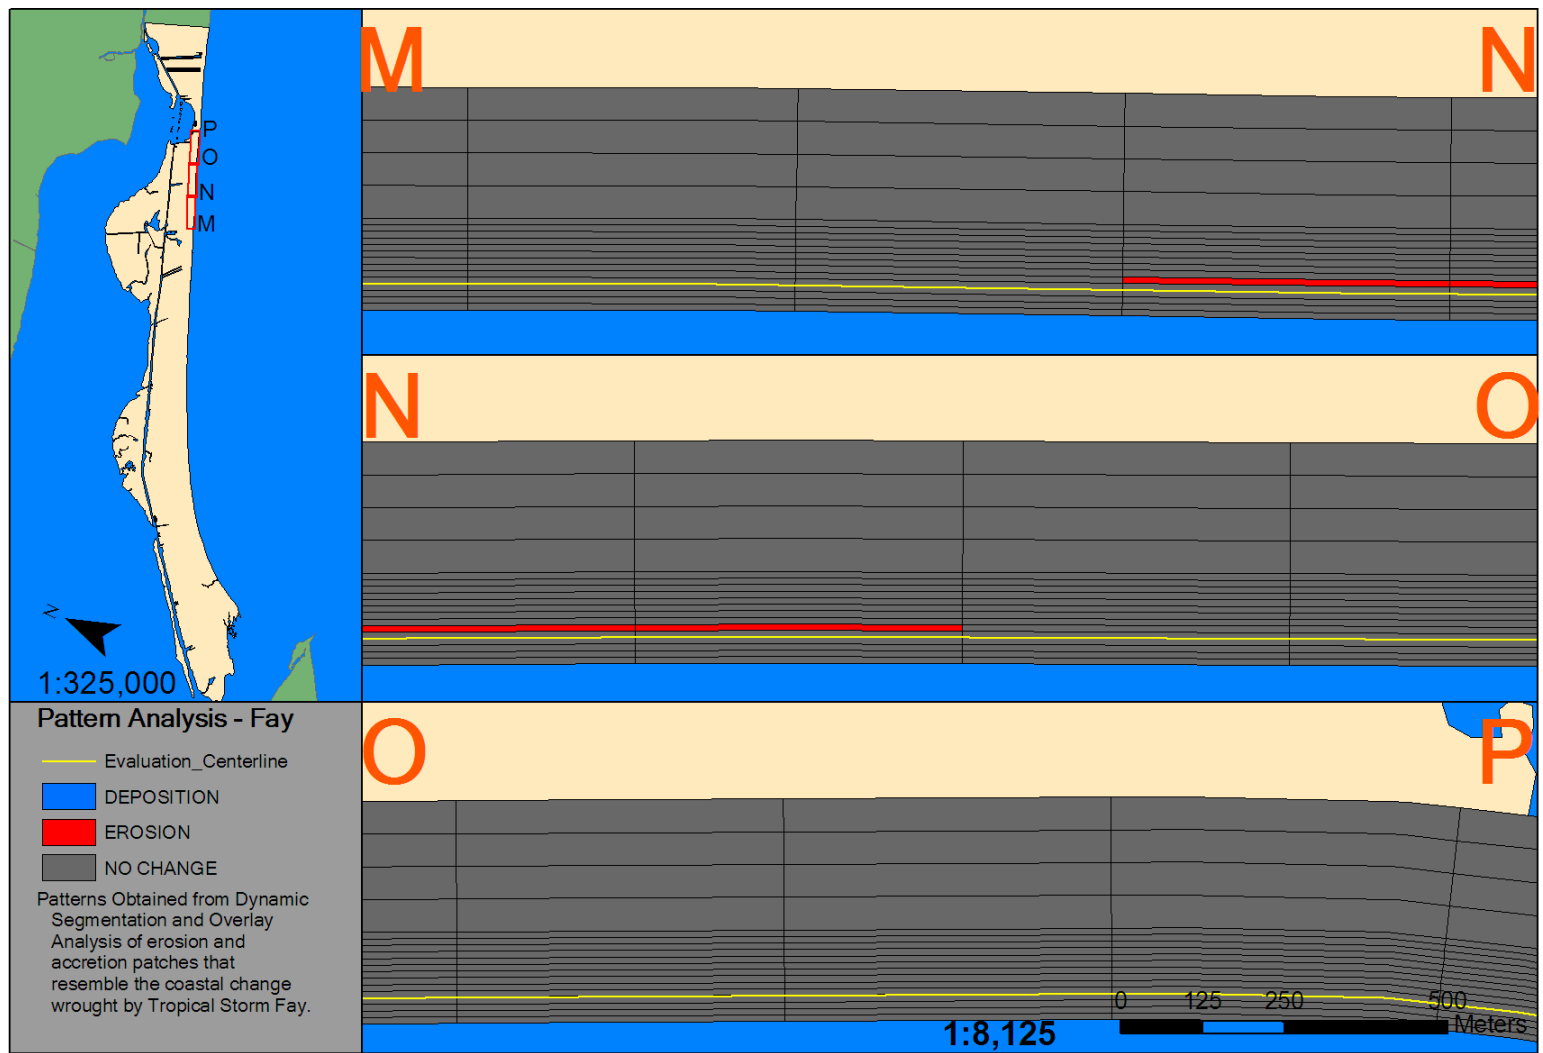 M
N
P
O
N
M
N
O
N
1:325,000
Pattern Analysis - Fay
Evaluation_Centerline
DEPOSITION
EROSION
NO CHANGE
Patterns Obtained from Dynamic
Segmentation and Overlay
Analysis of erosion and
accretion patches that
resemble the coastal change
wrought by Tropical Storm Fay.
O
P
0 125 250 500
Meters
1:8,125